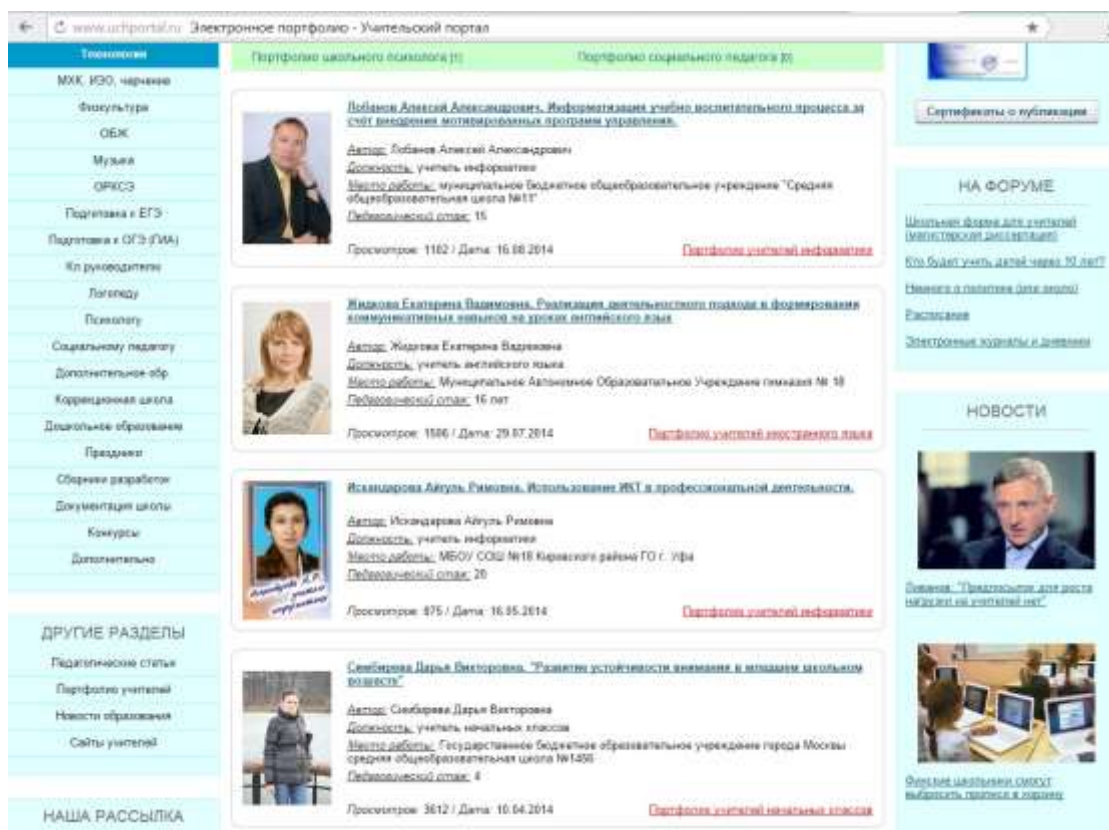 www.uchportal.ru Электронное портфолио - Учительский портал
Технология
МХК, ИЗО, черчение
Физкультура
ОБЖ
Музыка
ОРКСЭ
Подготовка к ЕГЭ
Подготовка к ОГЭ (ГИА)
Кл.руководителю
Логопеду
Психологу
Социальному педагогу
Дополнительное обр.
Коррекционная школа
Дошкольное образование
Праздники
Сборники разработок
Документация школы
Конкурсы
Дополнительно
ДРУГИЕ РАЗДЕЛЫ
Педагогические статьи
Портфолио учителей
Новости образования
Сайты учителей
НАША РАССЫЛКА
Портфолио школьного психолога [1]
Портфолио социального педагога [0]
Лобанов Алексей Александрович. Информатизация учебно воспитательного процесса за
счёт внедрения мотивированных программ управления.
Автор: Лобанов Алексей Александрович
Должность: учитель информатики
Место работы: муниципальное бюджетное общеобразовательное учреждение "Средняя
общеобразовательная школа №11"
Педагогический стаж: 15
Просмотров: 1102 / Дата: 16.08.2014
Портфолио учителей информатики
Жидкова Екатерина Вадимовна. Реализация деятельностного подхода в формировании
коммуникативных навыков на уроках английского язык
Автор: Жидкова Екатерина Вадимовна
Должность: учитель английского языка
Место работы: Муниципальное Автономное Образовательное Учреждение гимназия № 18
Педагогический стаж: 16 лет
Просмотров: 1506 / Дата: 29.07.2014
Портфолио учителей иностранного языка
Искандарова Айгуль Римовна. Использование ИКТ в профессиональной деятельности.
Автор: Искандарова Айгуль Римовна
Должность: учитель информатики
Место работы: МБОУ СОШ №18 Кировского района ГО г. Уфа
Педагогический стаж: 20
Просмотров: 875 / Дата: 16.05.2014
Портфолио учителей информатики
Дарья Викторовна. "Развитие устойчивости внимания в младшем школьном
возрасте"
Автор: Дарья Викторовна
Должность: учитель начальных классов
Место работы: Государственное бюджетное образовательное учреждение города Москвы
средняя общеобразовательная школа
Педагогический стаж: 4
Просмотров: 3612 / Дата: 10.04.2014
Портфолио учителей начальных классов
Сертификаты о публикации
НА ФОРУМЕ
Школьная форма для учителей
(магистерская диссертация)
Кто будет учить детей через 10 лет?
Немного о политике (или около)
Расписание
Электронные журналы и дневники
НОВОСТИ
Ливанов: "Предпосылок для роста
нагрузки на учителей нет"
Финские школьники смогут
выбросить прописи в корзину